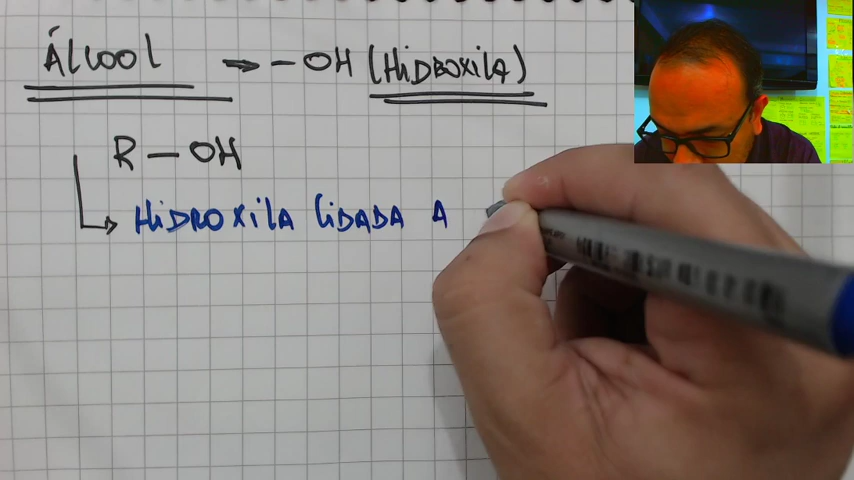 Álcool → – OH (Hidroxila)
R – OH
Hidroxila ligada a